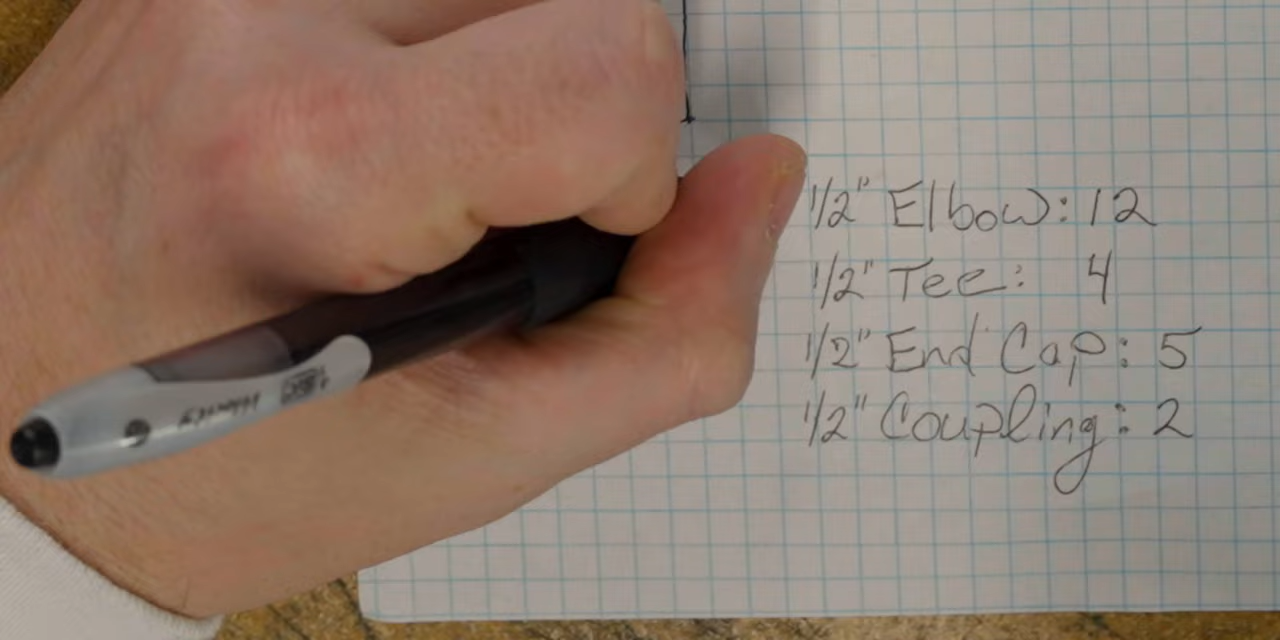 1/2" Elbow: 12
1/2" Tee: 4
1/2" End Cap: 5
1/2" Coupling: 2